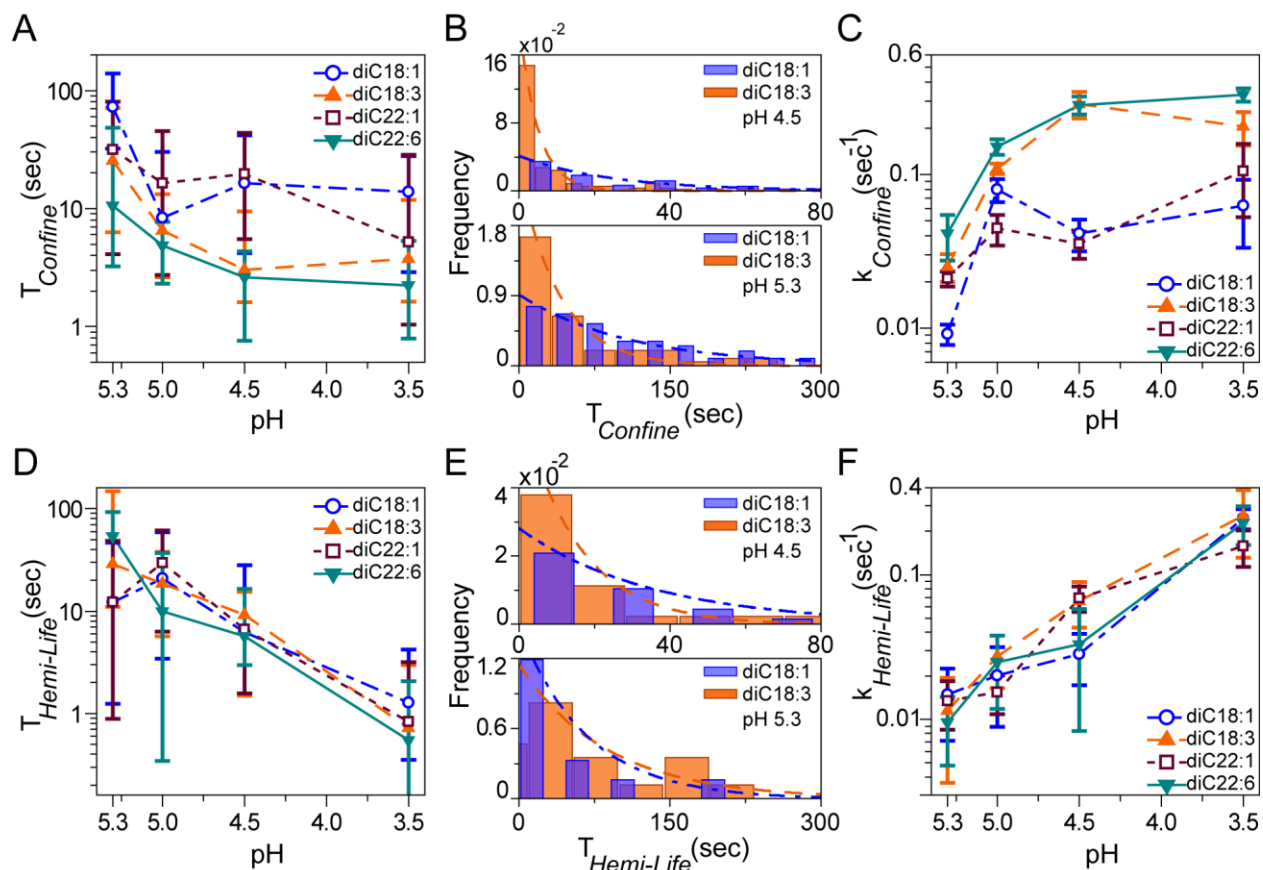 A
T_Confine (sec)
100
10
1
5.3
5.0
4.5
4.0
3.5
pH
diC18:1
diC18:3
diC22:1
diC22:6
B
x10^-2
16
8
0
0
40
80
diC18:1
diC18:3
pH 4.5
Frequency
1.8
0.9
0
0
150
300
diC18:1
diC18:3
pH 5.3
T_Confine (sec)
C
k_Confine (sec^-1)
0.6
0.1
0.01
5.3
5.0
4.5
4.0
3.5
pH
diC18:1
diC18:3
diC22:1
diC22:6
D
T_Hemi-Life (sec)
100
10
1
5.3
5.0
4.5
4.0
3.5
pH
diC18:1
diC18:3
diC22:1
diC22:6
E
x10^-2
4
2
0
0
40
80
diC18:1
diC18:3
pH 4.5
Frequency
1.2
0.6
0
0
150
300
diC18:1
diC18:3
pH 5.3
T_Hemi-Life (sec)
F
k_Hemi-Life (sec^-1)
0.4
0.1
0.01
5.3
5.0
4.5
4.0
3.5
pH
diC18:1
diC18:3
diC22:1
diC22:6